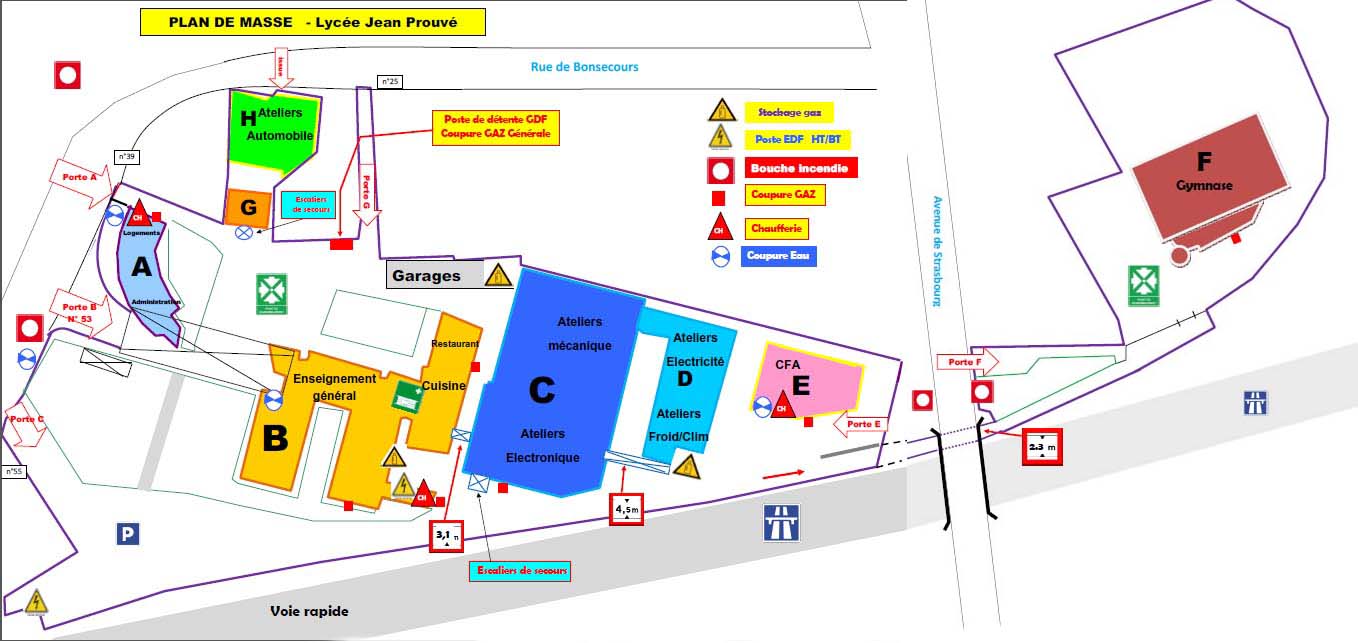 PLAN DE MASSE - Lycée Jean Prouvé
Rue de Bonsecours
Issue
n°25
H Ateliers
Automobile
Poste de détente GDF
Coupure GAZ Générale
Stockage gaz
Poste EDF HT/BT
Bouche Incendie
Coupure GAZ
CH
Chaufferie
Coupure Eau
F
Gymnase
n°39
Porte A
Porte G
G
Escaliers
de secours
CH
Logements
A
Administration
Garages
Avenue de Strasbourg
Porte B
N° 53
Ateliers
mécanique
C
Ateliers
Electronique
Ateliers
Electricité
D
Ateliers
Froid/Clim
Restaurant
Cuisine
Enseignement
général
B
CFA
E
CH
Porte E
Porte F
Porte C
n°55
CH
2.3 m
4,5m
3,1
P
Escaliers de secours
Voie rapide